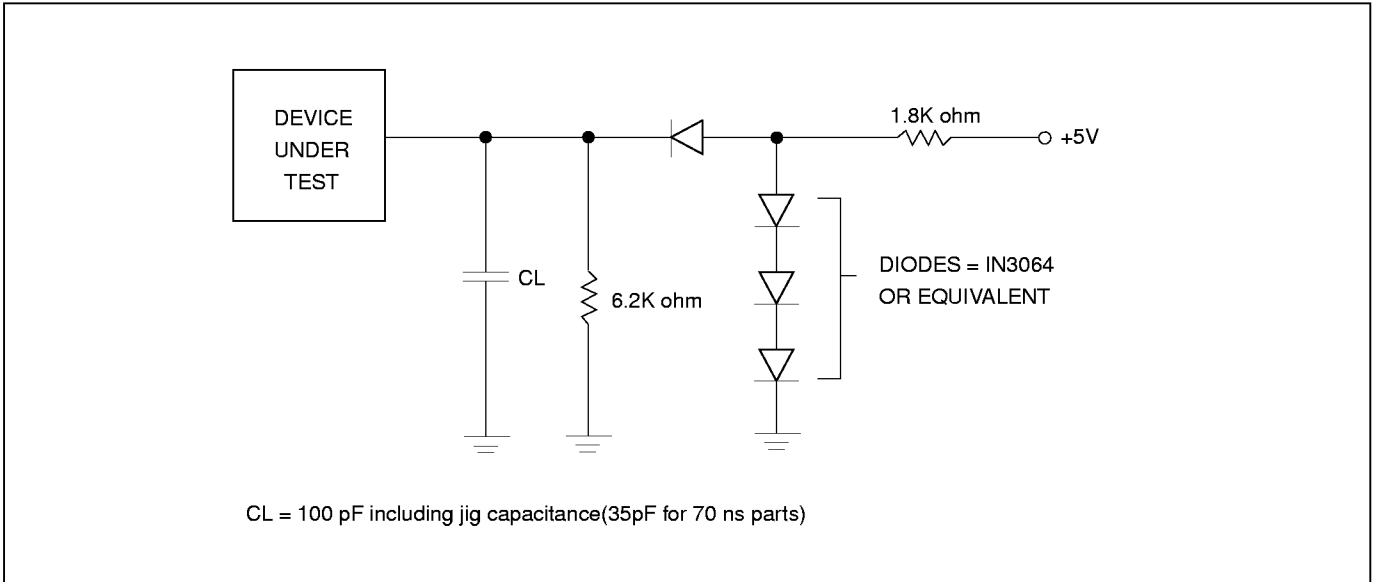 DEVICE
UNDER
TEST
1.8K ohm
+5V
CL
6.2K ohm
DIODES = IN3064
OR EQUIVALENT
CL = 100 pF including jig capacitance(35pF for 70 ns parts)